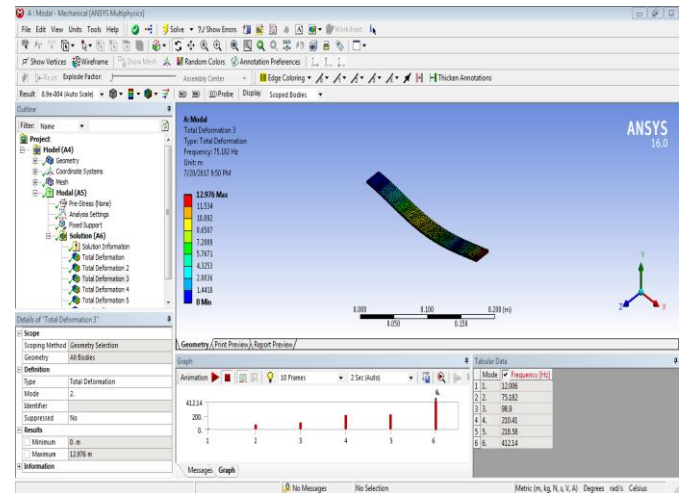 A : Model - Mechanical [ANSYS Multiphysics]
File Edit View Units Tools Help Solve ▼ ?/ Show Errors Worksheet
Show Vertices Wireframe Show Mesh Random Colors Annotation Preferences
Reset Explode Factor: Assembly Center Edge Coloring ▼ Thicken Annotations
Result 8.9e-004 (Auto Scale) Probe Display Scoped Bodies
Outline
Filter: Name
Project
Model (A4)
Geometry
Coordinate Systems
Mesh
Modal (A5)
Pre-Stress (None)
Analysis Settings
Fixed Support
Solution (A6)
Solution Information
Total Deformation
Total Deformation 2
Total Deformation 3
Total Deformation 4
Total Deformation 5
A: Modal
Total Deformation 3
Type: Total Deformation
Frequency: 75.182 Hz
Unit: m
7/20/2017 9:50 PM
12.976 Max
11.534
10.092
8.6507
7.2089
5.7671
4.3253
2.8836
1.4418
0 Min
ANSYS
16.0
0.000 0.100 0.200 (m)
0.050 0.150
Y
Z X
Geometry Print Preview Report Preview
Details of "Total Deformation 3"
Scope
Scoping Method Geometry Selection
Geometry All Bodies
Definition
Type Total Deformation
Mode 2.
Identifier
Suppressed No
Results
Minimum 0. m
Maximum 12.976 m
Information
Graph
Animation 10 Frames 2 Sec (Auto)
6.
412.14
200.
0.
1 2 3 4 5 6
Messages Graph
Tabular Data
Mode Frequency [Hz]
1 1. 12.006
2 2. 75.182
3 3. 98.9
4 4. 210.41
5 5. 216.58
6 6. 412.14
No Messages No Selection Metric (m, kg, N, s, V, A) Degrees rad/s Celsius